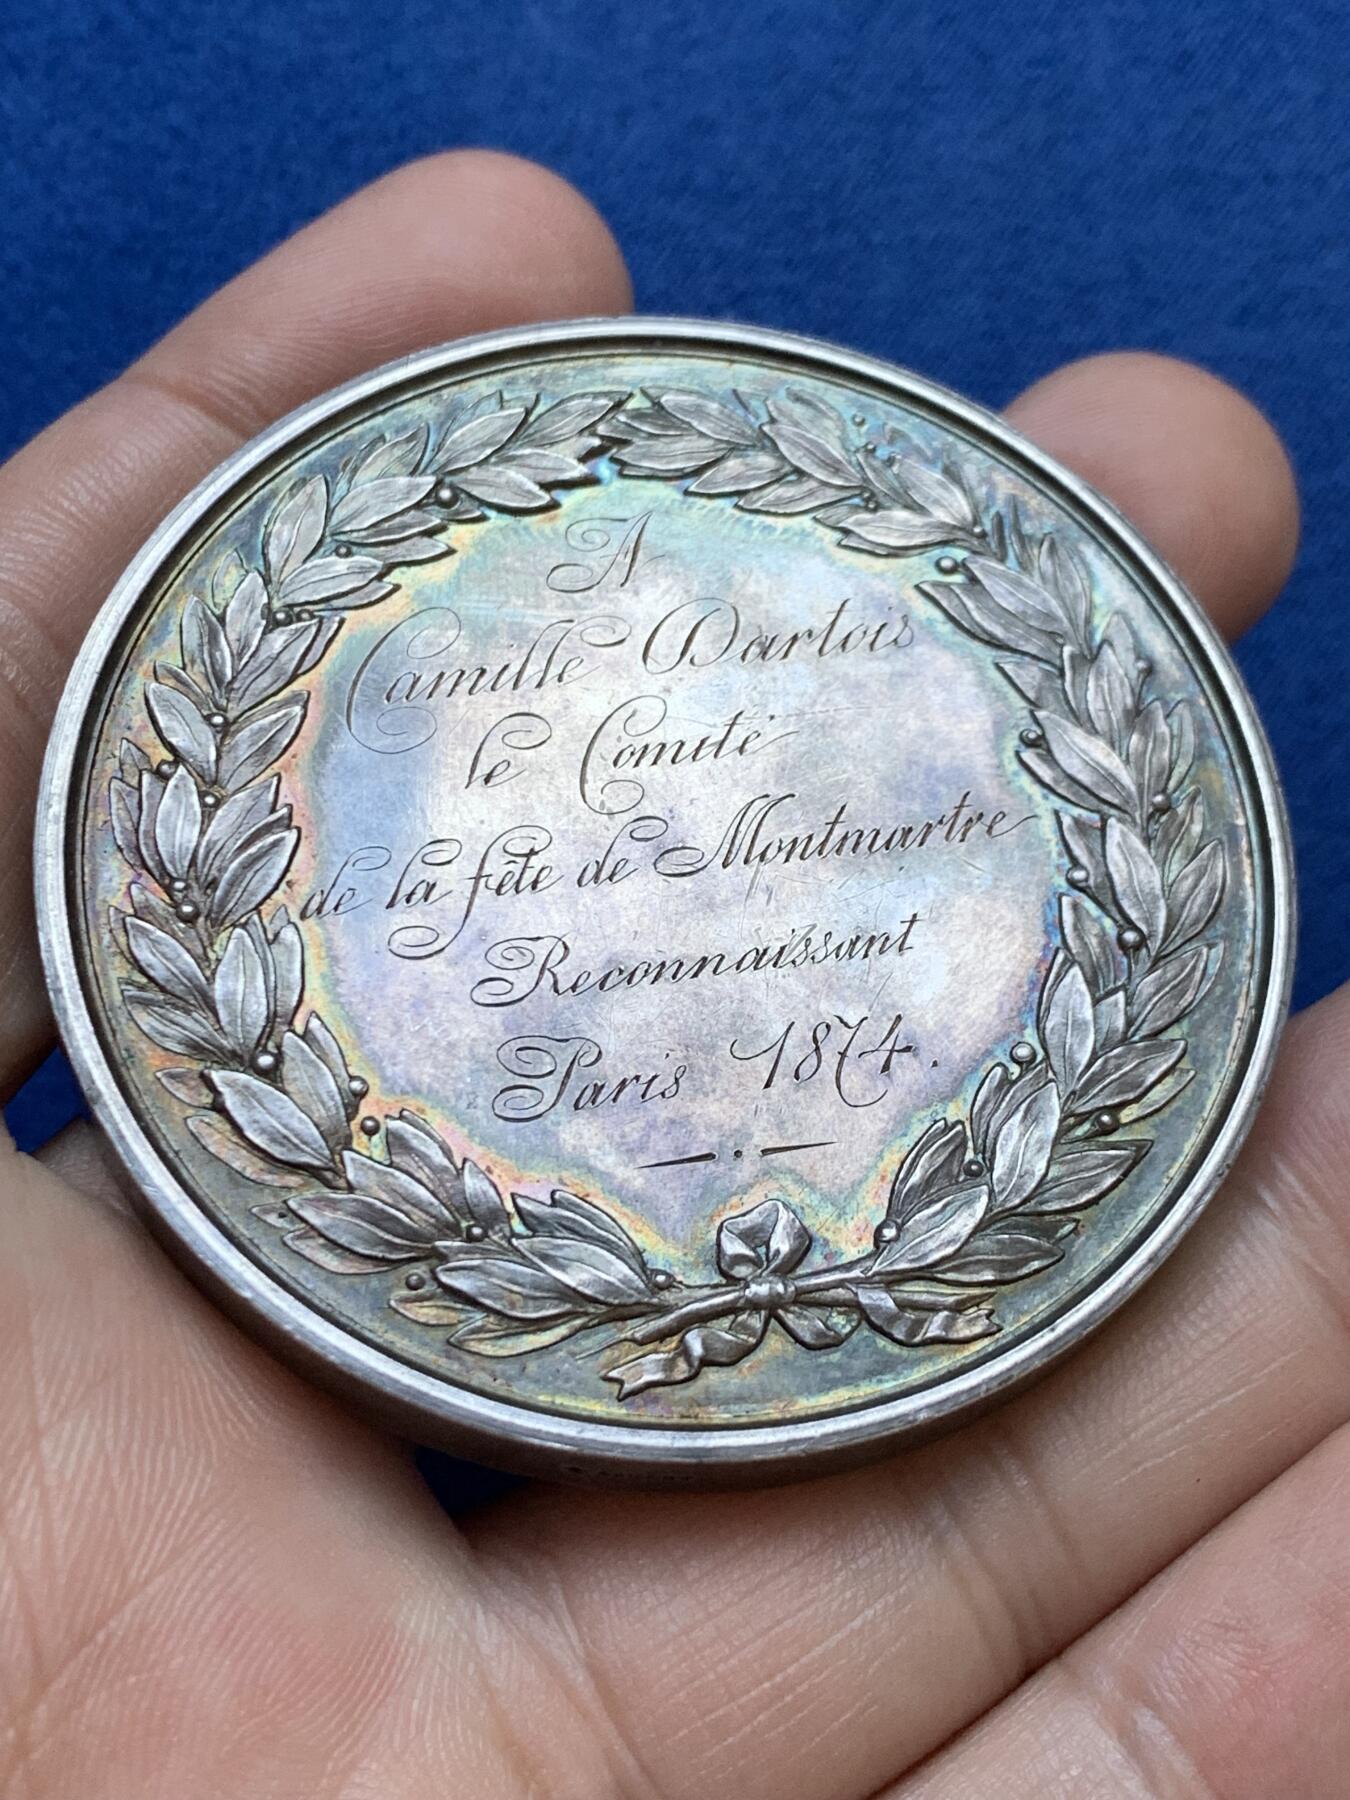 A
Camille Dartois
le Comité
de la fête de Montmartre
Reconnaissant
Paris 1874.